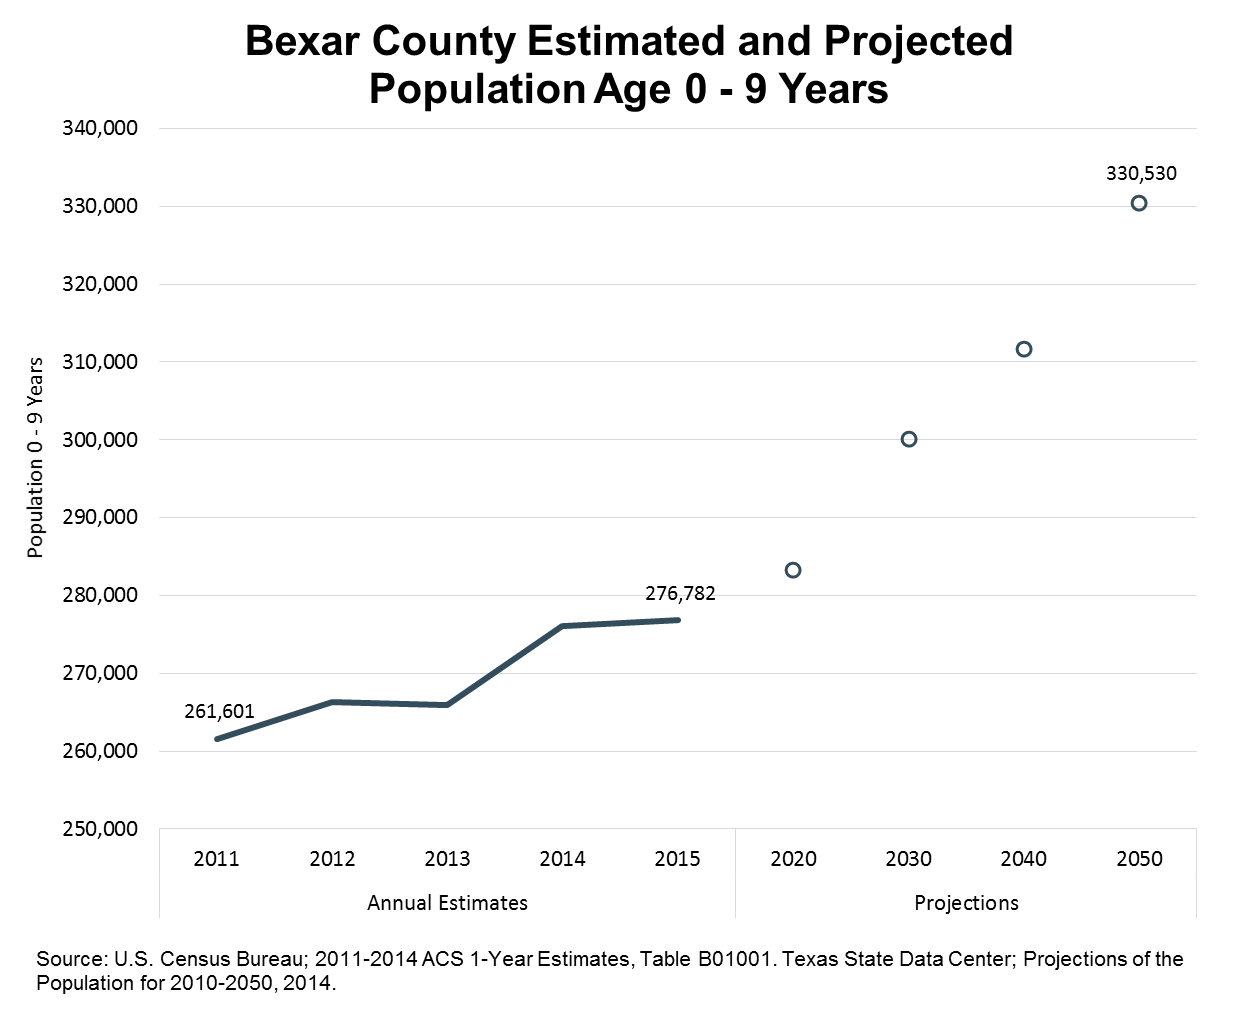 Bexar County Estimated and Projected
Population Age 0 - 9 Years
340,000
330,000
320,000
310,000
300,000
290,000
280,000
270,000
260,000
250,000
Population 0 - 9 Years
261,601
276,782
330,530
2011 2012 2013 2014 2015 2020 2030 2040 2050
Annual Estimates Projections
Source: U.S. Census Bureau; 2011-2014 ACS 1-Year Estimates, Table B01001. Texas State Data Center; Projections of the
Population for 2010-2050, 2014.